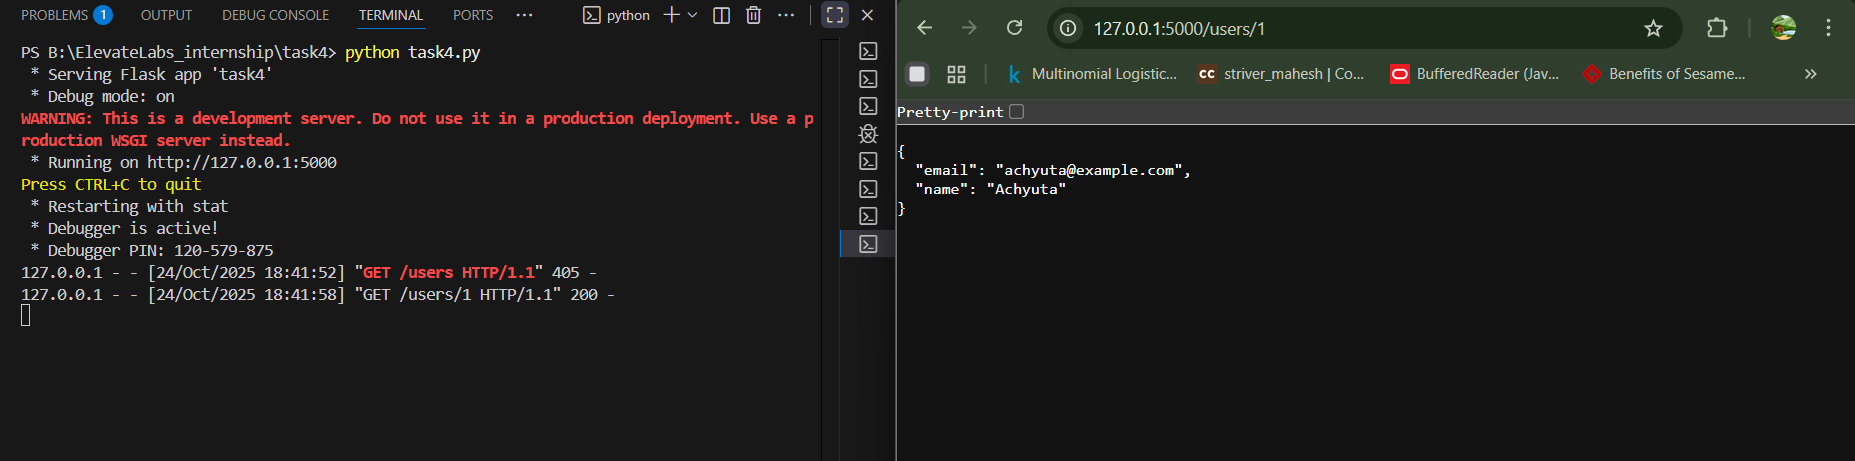 PROBLEMS 1 OUTPUT DEBUG CONSOLE TERMINAL PORTS ··· python ···
PS B:\ElevateLabs_internship\task4> python task4.py
* Serving Flask app 'task4'
* Debug mode: on
WARNING: This is a development server. Do not use it in a production deployment. Use a p
roduction WSGI server instead.
* Running on http://127.0.0.1:5000
Press CTRL+C to quit
* Restarting with stat
* Debugger is active!
* Debugger PIN: 120-579-875
127.0.0.1 - - [24/Oct/2025 18:41:52] "GET /users HTTP/1.1" 405 -
127.0.0.1 - - [24/Oct/2025 18:41:58] "GET /users/1 HTTP/1.1" 200 -
127.0.0.1:5000/users/1
k Multinomial Logistic... cc striver_mahesh | Co... BufferedReader (Jav... Benefits of Sesame... »
Pretty-print
{
"email": "achyuta@example.com",
"name": "Achyuta"
}